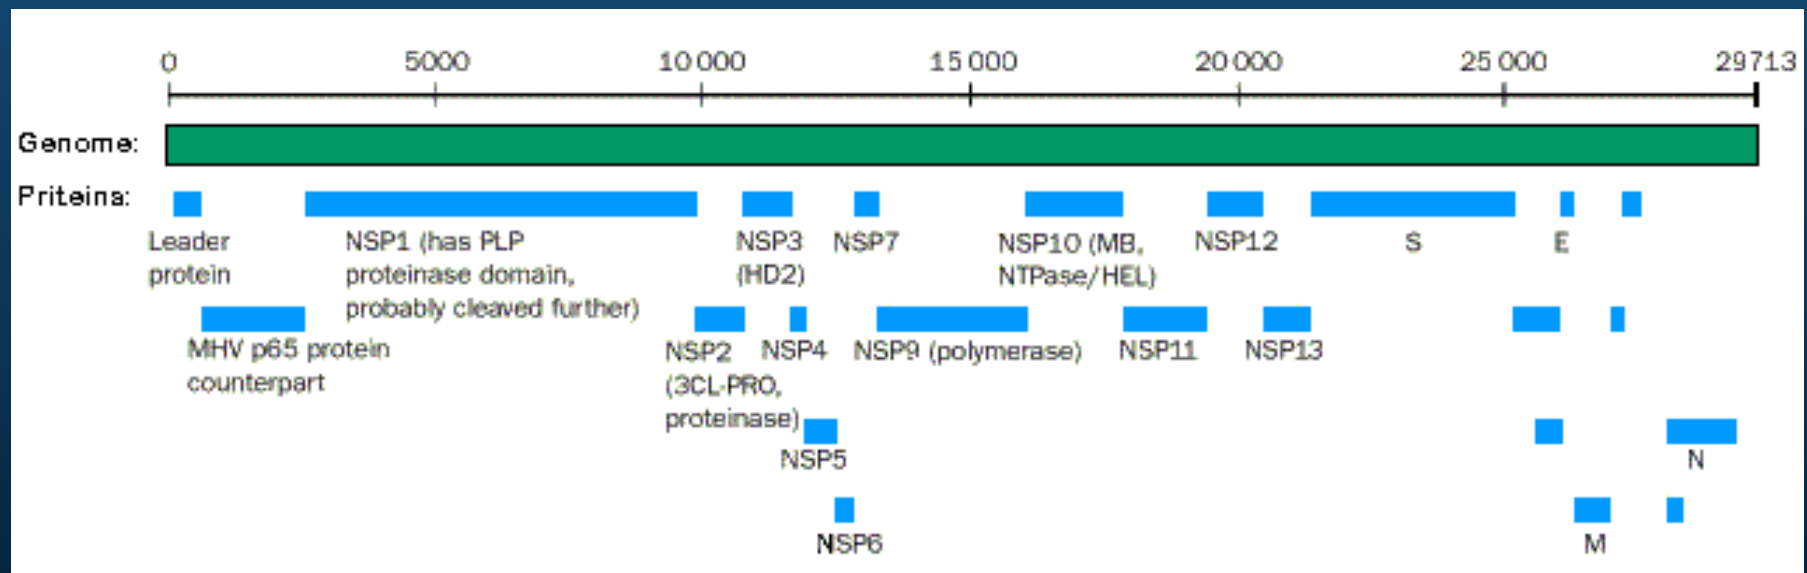 0 5000 10 000 15 000 20 000 25 000 29713
Genome:
Priteins:
Leader
protein
NSP1 (has PLP
proteinase domain,
probably cleaved further)
NSP3
(HD2)
NSP7
NSP10 (MB,
NTPase/HEL)
NSP12
S
E
MHV p65 protein
counterpart
NSP2
(3CL-PRO,
proteinase)
NSP4
NSP9 (polymerase)
NSP11
NSP13
NSP5
N
NSP6
M